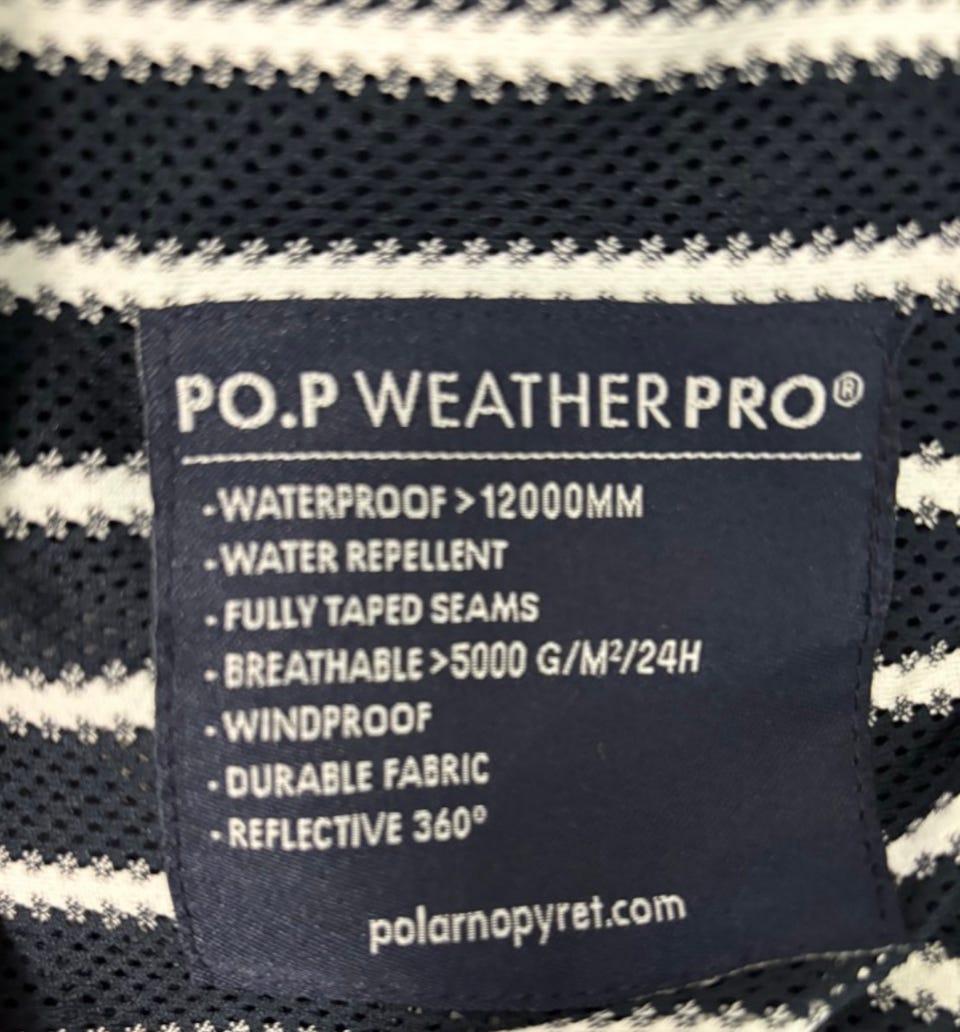 PO.P WEATHERPRO®
-WATERPROOF>12000MM
-WATER REPELLENT
-FULLY TAPED SEAMS
-BREATHABLE>5000 G/M²/24H
-WINDPROOF
-DURABLE FABRIC
-REFLECTIVE 360°
polarnopyret.com